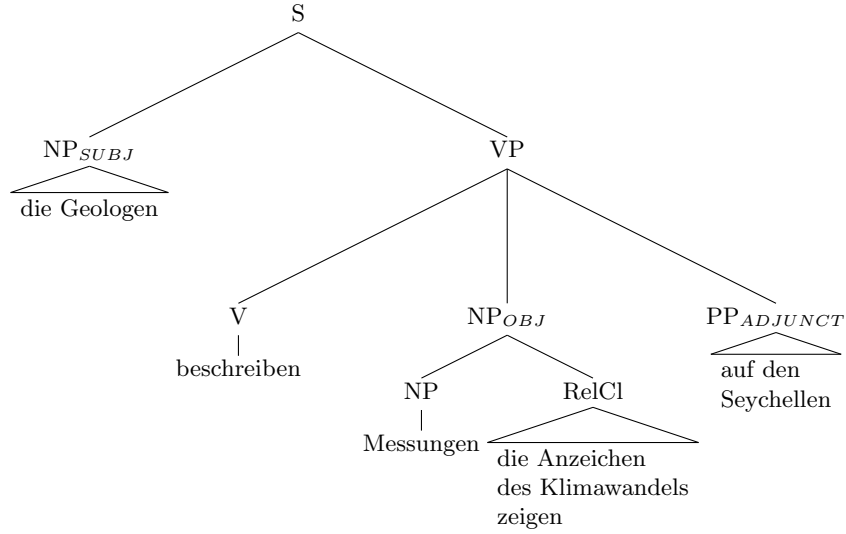 S
NP_SUBJ VP
die Geologen
V NP_OBJ PP_ADJUNCT
beschreiben
auf den
Seychellen
NP RelCl
Messungen
die Anzeichen
des Klimawandels
zeigen